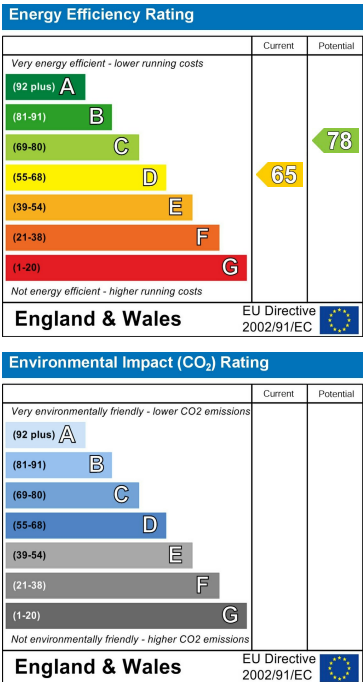 Energy Efficiency Rating
Current Potential
Very energy efficient - lower running costs
(92 plus) A
(81-91) B
(69-80) C
(55-68) D
(39-54) E
(21-38) F
(1-20) G
65
78
Not energy efficient - higher running costs
England & Wales
EU Directive
2002/91/EC
Environmental Impact (CO₂) Rating
Current Potential
Very environmentally friendly - lower CO2 emissions
(92 plus) A
(81-91) B
(69-80) C
(55-68) D
(39-54) E
(21-38) F
(1-20) G
Not environmentally friendly - higher CO2 emissions
England & Wales
EU Directive
2002/91/EC